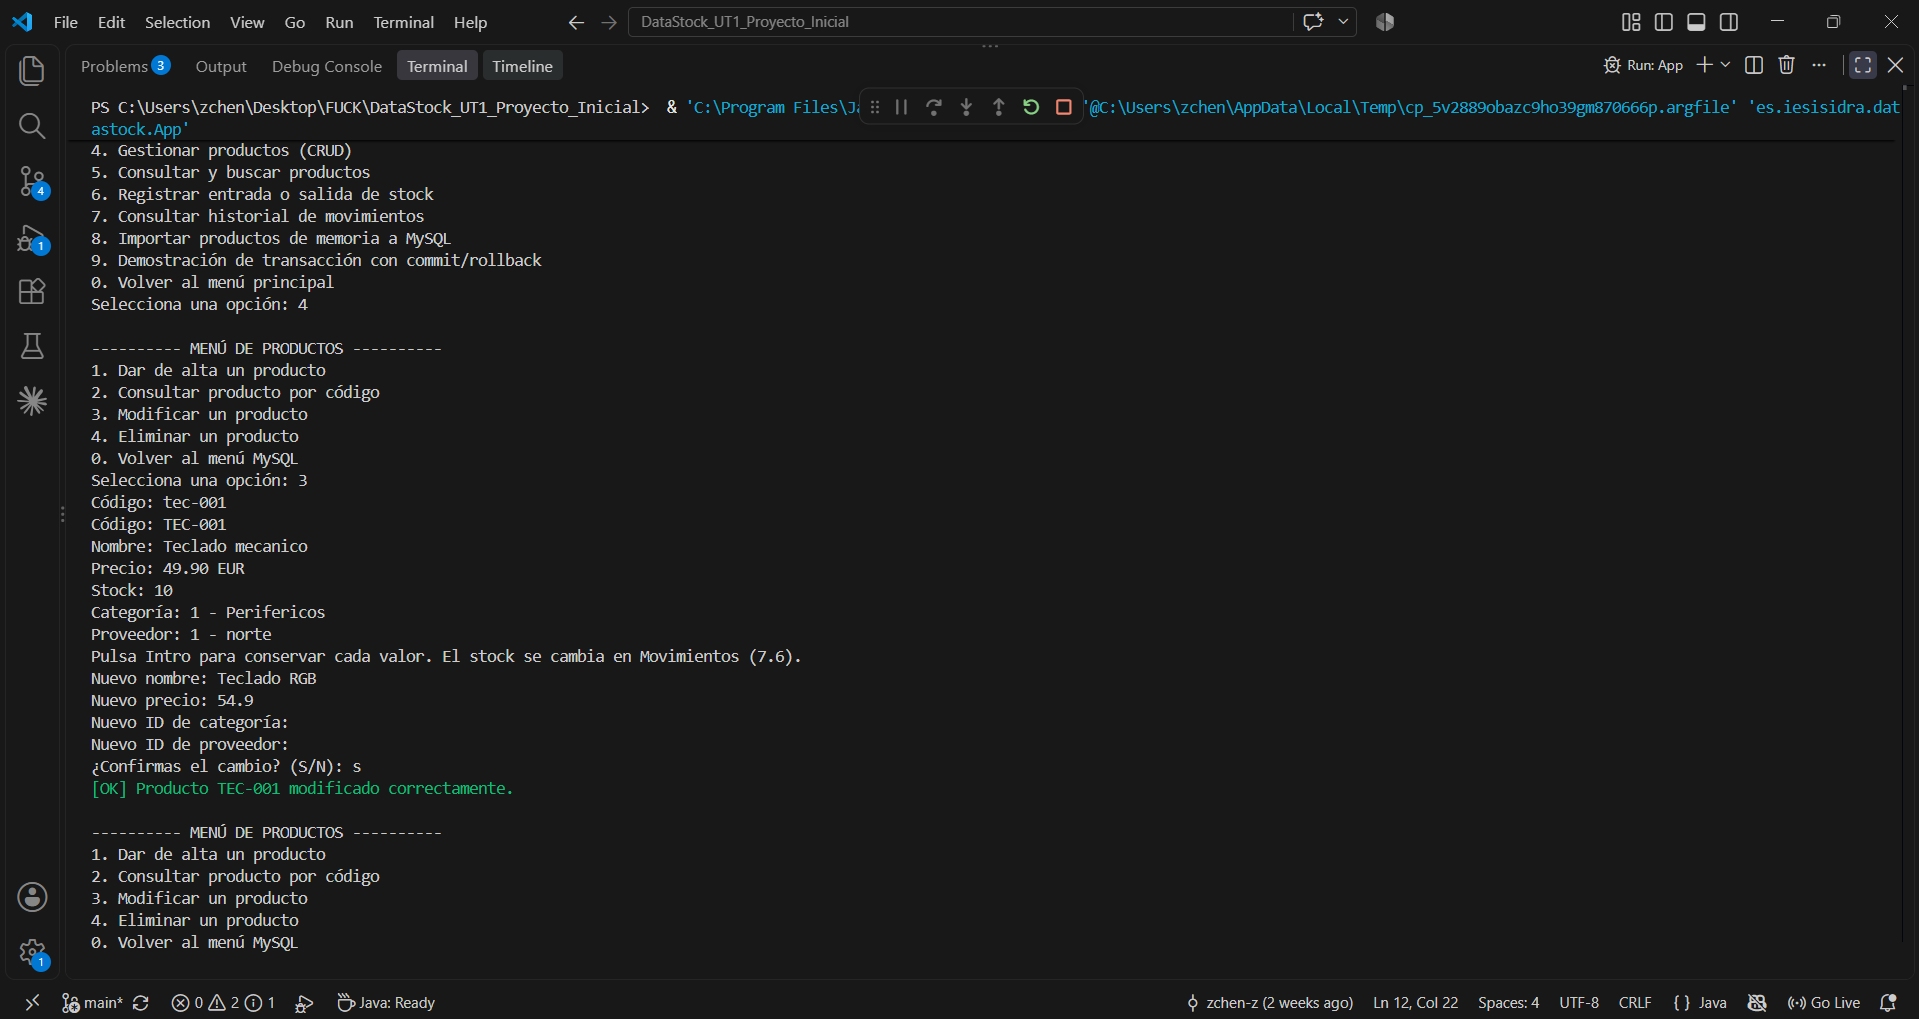 File Edit Selection View Go Run Terminal Help
DataStock_UT1_Proyecto_Inicial
Problems 3 Output Debug Console Terminal Timeline
Run: App
PS C:\Users\zchen\Desktop\FUCK\DataStock_UT1_Proyecto_Inicial> & 'C:\Program Files\Ja '@C:\Users\zchen\AppData\Local\Temp\cp_5v2889obazc9ho39gm870666p.argfile' 'es.iesisidra.dat
astock.App'
4. Gestionar productos (CRUD)
5. Consultar y buscar productos
6. Registrar entrada o salida de stock
7. Consultar historial de movimientos
8. Importar productos de memoria a MySQL
9. Demostración de transacción con commit/rollback
0. Volver al menú principal
Selecciona una opción: 4
---------- MENÚ DE PRODUCTOS ----------
1. Dar de alta un producto
2. Consultar producto por código
3. Modificar un producto
4. Eliminar un producto
0. Volver al menú MySQL
Selecciona una opción: 3
Código: tec-001
Código: TEC-001
Nombre: Teclado mecanico
Precio: 49.90 EUR
Stock: 10
Categoría: 1 - Perifericos
Proveedor: 1 - norte
Pulsa Intro para conservar cada valor. El stock se cambia en Movimientos (7.6).
Nuevo nombre: Teclado RGB
Nuevo precio: 54.9
Nuevo ID de categoría:
Nuevo ID de proveedor:
¿Confirmas el cambio? (S/N): s
[OK] Producto TEC-001 modificado correctamente.
---------- MENÚ DE PRODUCTOS ----------
1. Dar de alta un producto
2. Consultar producto por código
3. Modificar un producto
4. Eliminar un producto
0. Volver al menú MySQL
4
1
1
main* 0 2 1 Java: Ready
zchen-z (2 weeks ago) Ln 12, Col 22 Spaces: 4 UTF-8 CRLF { } Java Go Live